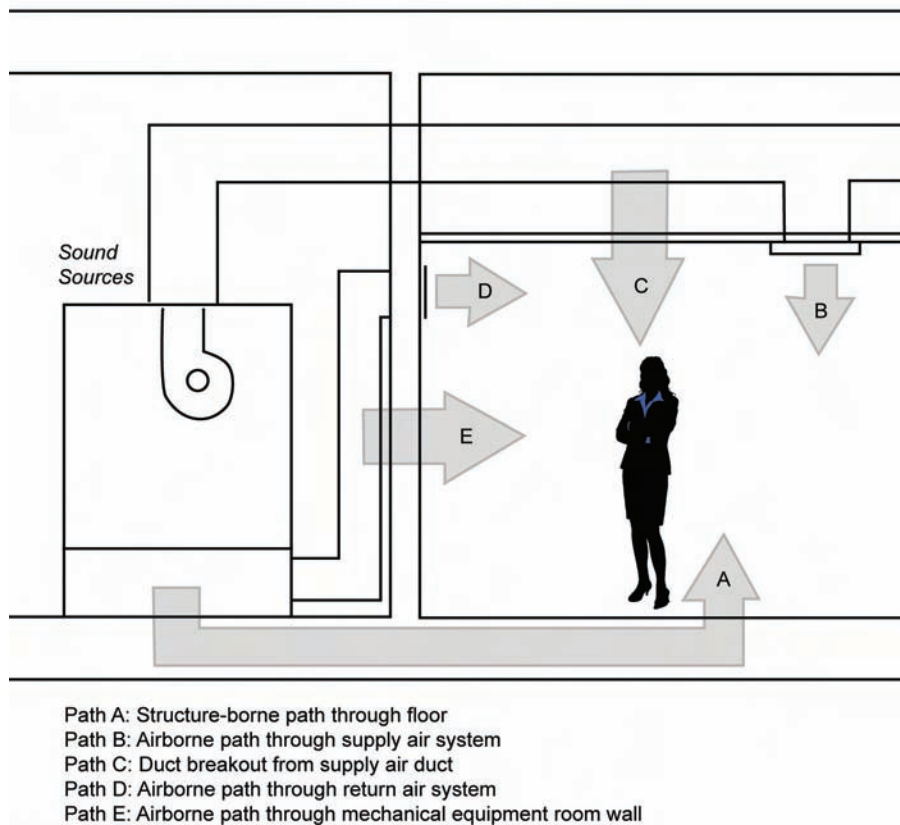 Sound
Sources
D
C
B
E
A
Path A: Structure-borne path through floor
Path B: Airborne path through supply air system
Path C: Duct breakout from supply air duct
Path D: Airborne path through return air system
Path E: Airborne path through mechanical equipment room wall